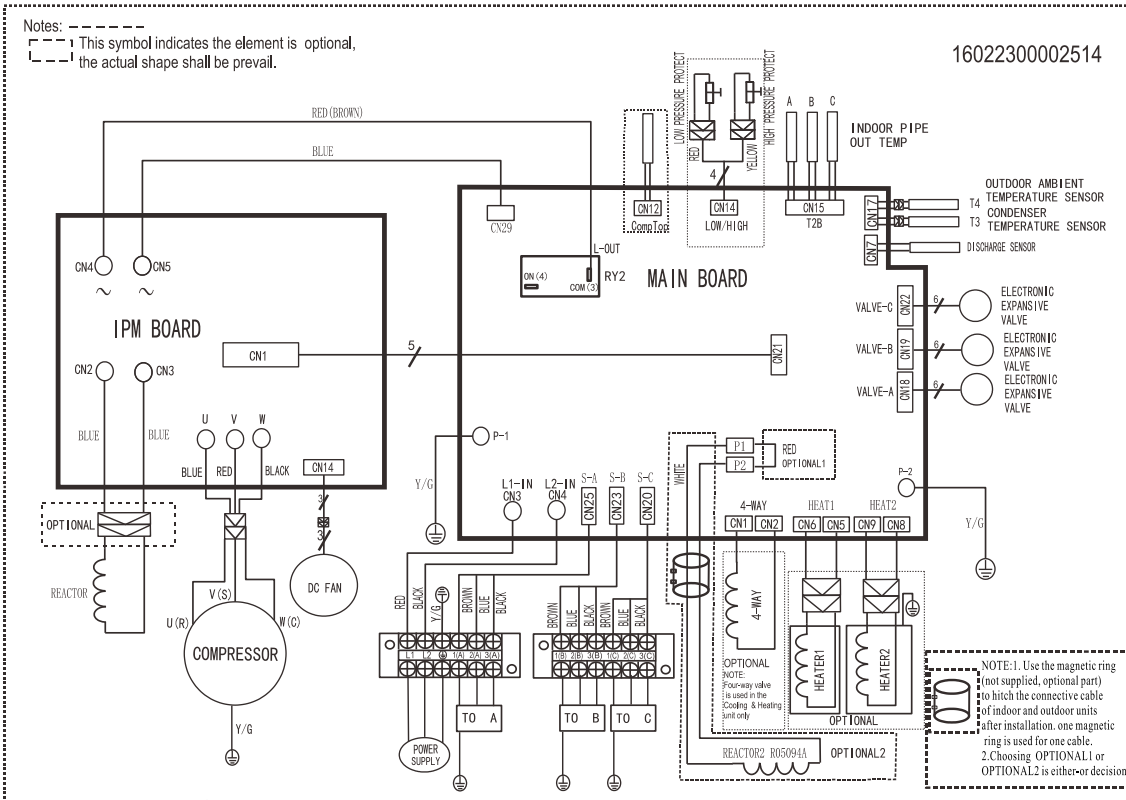 Notes:
This symbol indicates the element is optional,
the actual shape shall be prevail.
16022300002514
RED(BROWN)
BLUE
LOW PRESSURE PROTECT
HIGH PRESSURE PROTECT
RED
YELLOW
4
A B C
INDOOR PIPE
OUT TEMP
CN12
CompTop
CN14
LOW/HIGH
CN15
T2B
CN17
T4
OUTDOOR AMBIENT
TEMPERATURE SENSOR
T3
CONDENSER
TEMPERATURE SENSOR
CN7
DISCHARGE SENSOR
CN29
L-OUT
ON(4)
COM(3)
RY2
MAIN BOARD
CN4
CN5
IPM BOARD
CN1
5
CN21
CN2
CN3
BLUE
BLUE
U V W
BLUE
RED
BLACK
CN14
3
3
DC FAN
OPTIONAL
REACTOR
V(S)
U(R)
W(C)
COMPRESSOR
Y/G
VALVE-C
CN22
6
ELECTRONIC
EXPANSIVE
VALVE
VALVE-B
CN19
6
ELECTRONIC
EXPANSIVE
VALVE
VALVE-A
CN18
6
ELECTRONIC
EXPANSIVE
VALVE
P-1
Y/G
L1-IN
CN3
L2-IN
CN4
S-A
CN25
S-B
CN23
S-C
CN20
WHITE
P1
P2
RED
OPTIONAL1
P-2
Y/G
4-WAY
CN1 CN2
HEAT1
CN6 CN5
HEAT2
CN9 CN8
RED
BLACK
Y/G
BROWN
BLUE
BLACK
BROWN
BLUE
BLACK
BROWN
BLUE
BLACK
L1 L2 1(A) 2(A) 3(A)
1(B) 2(B) 3(B) 1(C) 2(C) 3(C)
POWER
SUPPLY
TO A
TO B
TO C
4-WAY
OPTIONAL
NOTE:
Four-way valve
is used in the
Cooling & Heating
unit only
HEATER1
HEATER2
OPTIONAL
REACTOR2 R05094A
OPTIONAL2
NOTE:1. Use the magnetic ring
(not supplied, optional part)
to hitch the connective cable
of indoor and outdoor units
after installation. one magnetic
ring is used for one cable.
2.Choosing OPTIONAL1 or
OPTIONAL2 is either-or decision